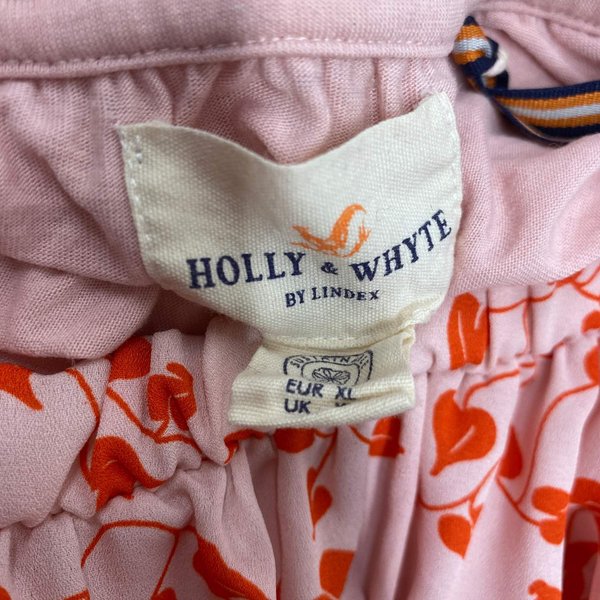 HOLLY & WHYTE
BY LINDEX
EUR XL
UK